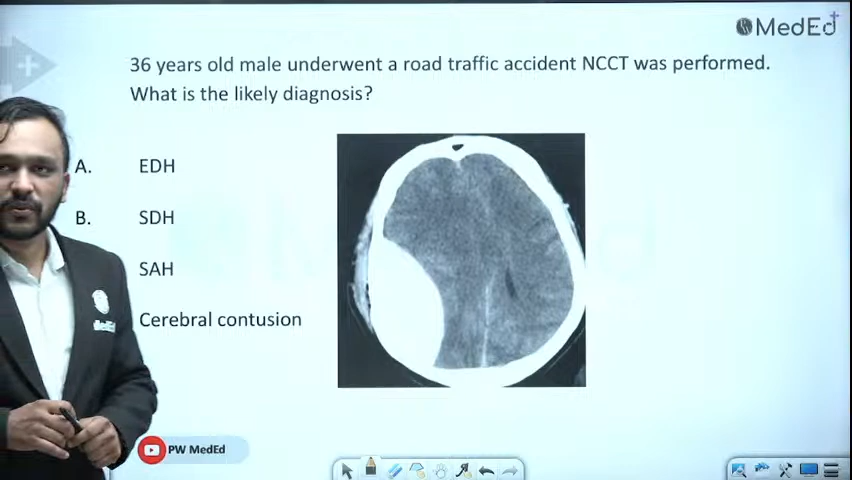 MedEd
36 years old male underwent a road traffic accident NCCT was performed.
What is the likely diagnosis?
A. EDH
B. SDH
SAH
Cerebral contusion
MedEd
PW MedEd